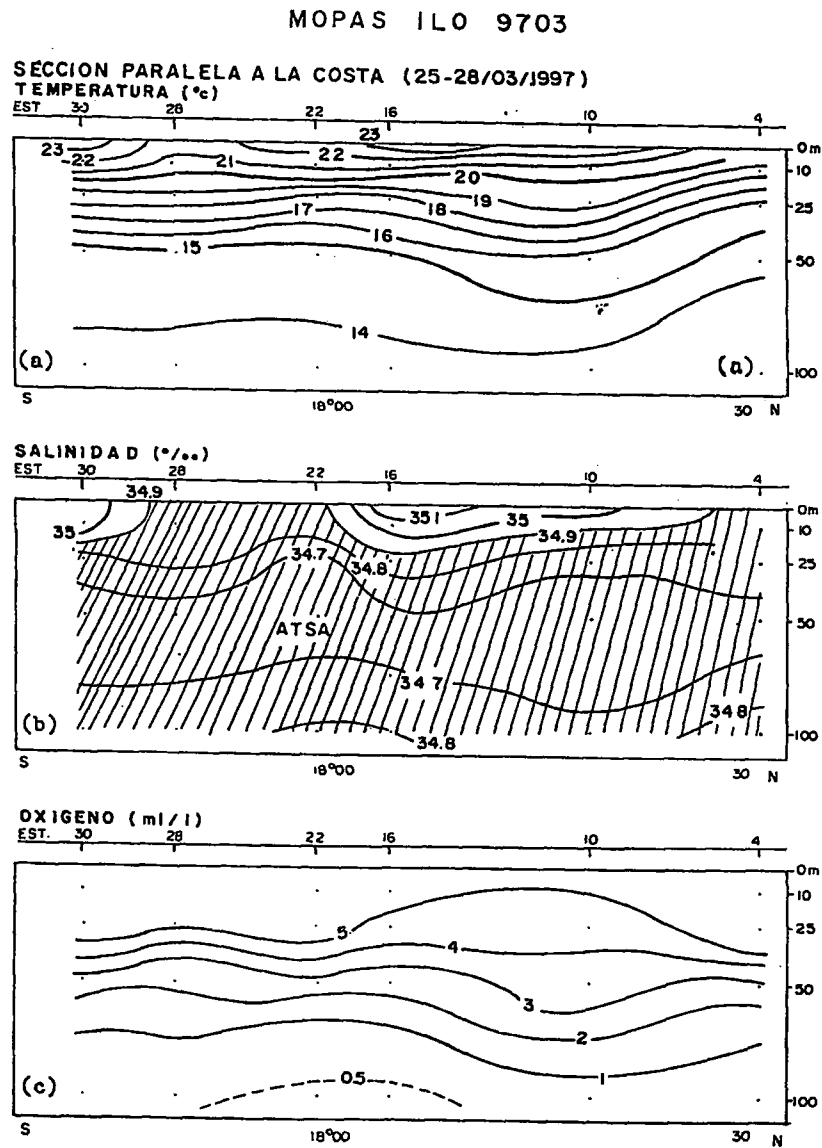 MOPAS ILO 9703
SECCION PARALELA A LA COSTA (25-28/03/1997)
TEMPERATURA (°c)
EST 30 28 22 16 10 4
23 22 21 22 23 20 19 18 17 16 .15 14
0m
10
25
50
100
(a) (a)
S 18°00 30 N
SALINIDAD (°/..)
EST 30 28 22 16 10 4
34.9
35 351 35 34.9
34.7 34.8
ATSA
34 7
34.8 34 8
0m
10
25
50
100
(b)
S 18°00 30 N
OXIGENO (ml/l)
EST. 30 28 22 16 10 4
5 4 3 2 1 0.5
0m
10
25
50
100
(c)
S 18°00 30 N